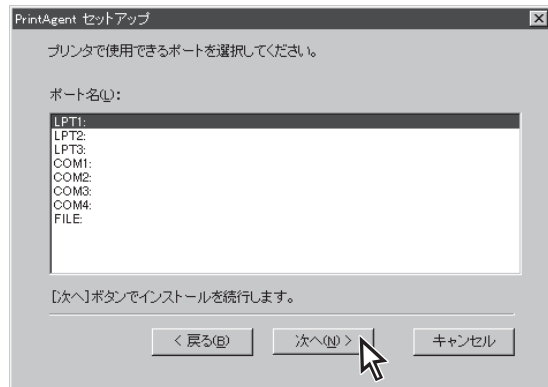 PrintAgent セットアップ
プリンタで使用できるポートを選択してください。
ポート名(L):
LPT1:
LPT2:
LPT3:
COM1:
COM2:
COM3:
COM4:
FILE:
[次へ]ボタンでインストールを続行します。
< 戻る(B) 次へ(N) > キャンセル